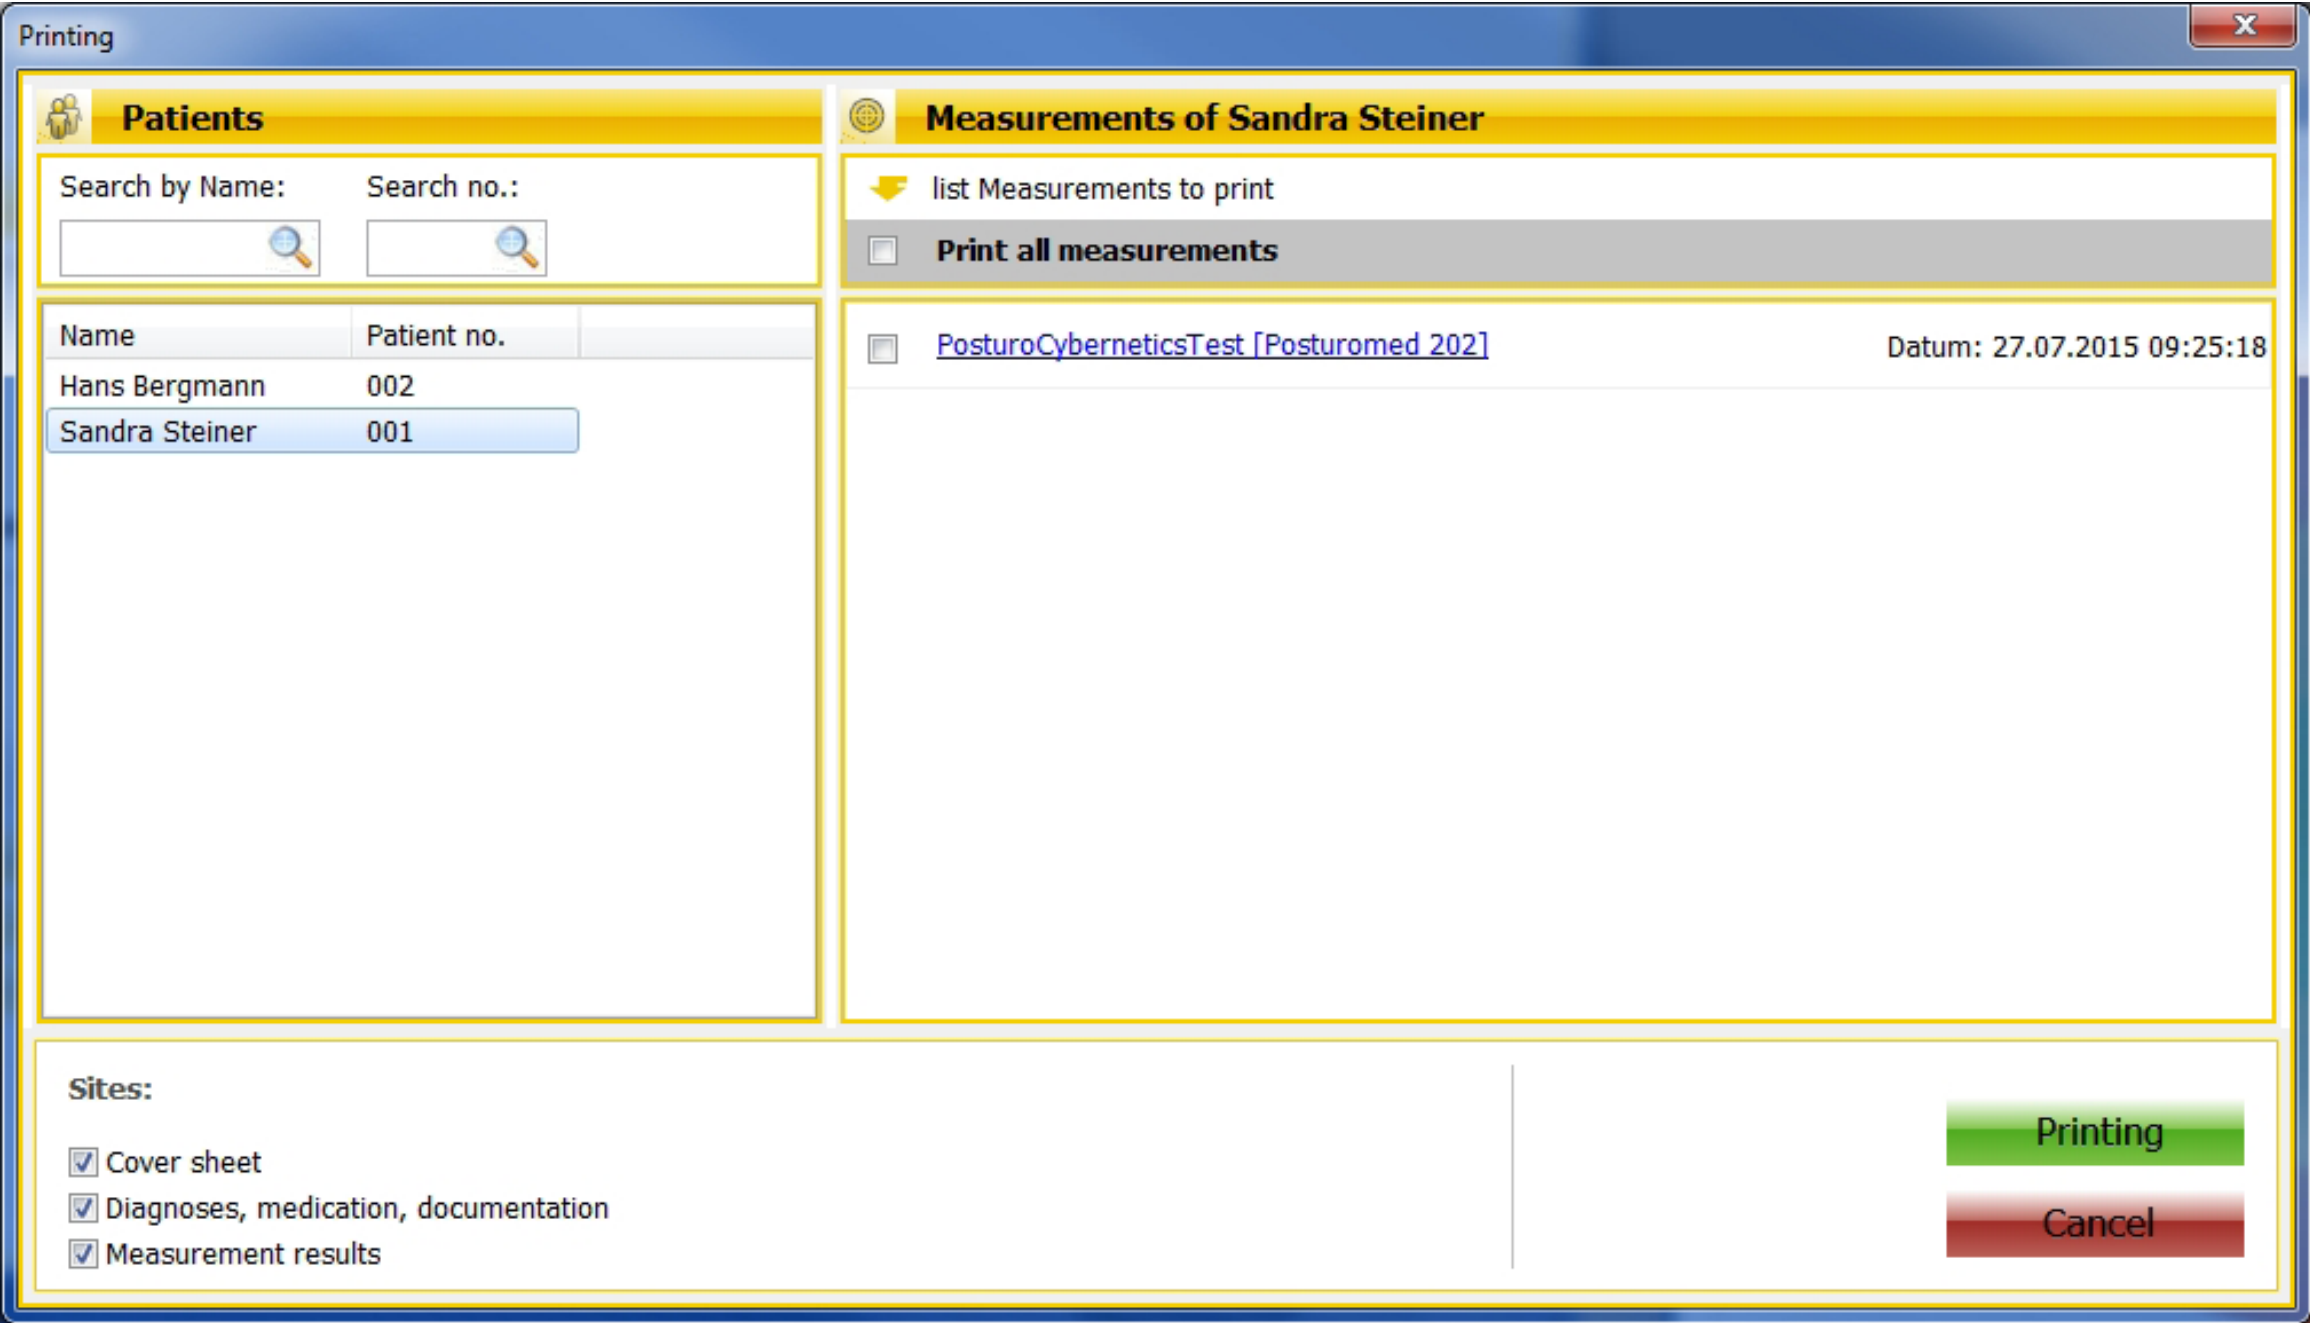 Printing
Patients
Search by Name: Search no.:
Name Patient no.
Hans Bergmann 002
Sandra Steiner 001
Measurements of Sandra Steiner
list Measurements to print
Print all measurements
PosturoCyberneticsTest [Posturomed 202] Datum: 27.07.2015 09:25:18
Sites:
Cover sheet
Diagnoses, medication, documentation
Measurement results
Printing
Cancel